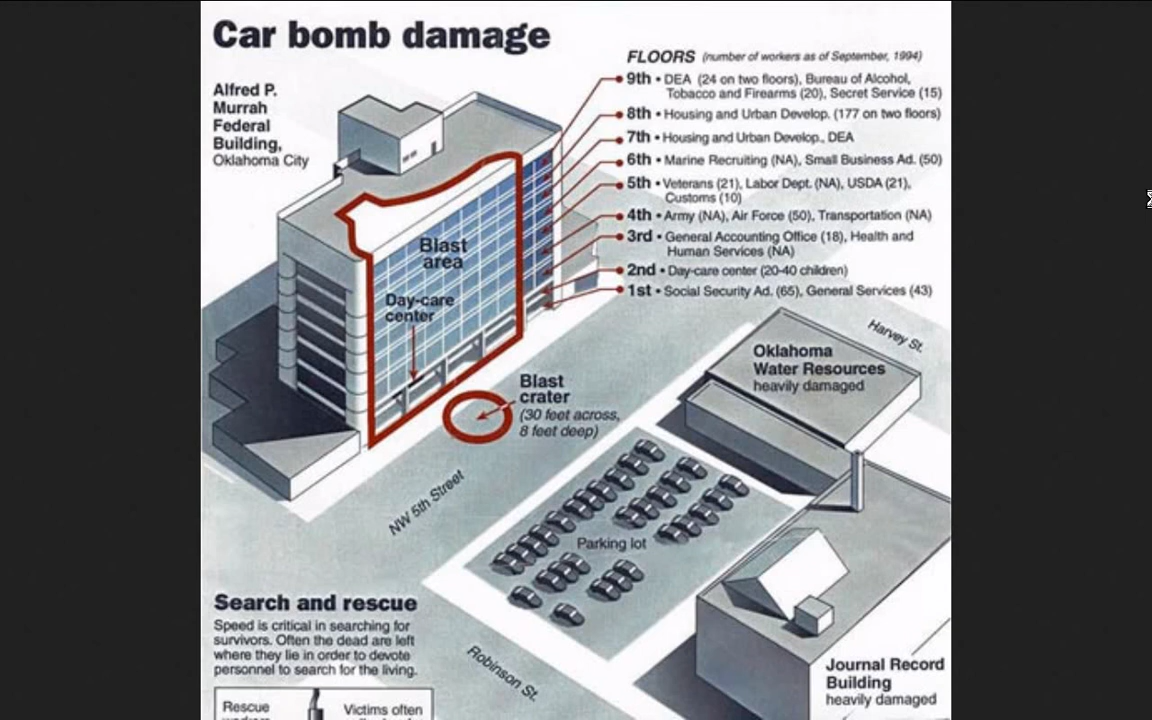 Car bomb damage
Alfred P.
Murrah
Federal
Building,
Oklahoma City
FLOORS (number of workers as of September, 1994)
9th • DEA (24 on two floors), Bureau of Alcohol,
Tobacco and Firearms (20), Secret Service (15)
8th • Housing and Urban Develop. (177 on two floors)
7th • Housing and Urban Develop., DEA
6th • Marine Recruiting (NA), Small Business Ad. (50)
5th • Veterans (21), Labor Dept. (NA), USDA (21),
Customs (10)
4th • Army (NA), Air Force (50), Transportation (NA)
3rd • General Accounting Office (18), Health and
Human Services (NA)
2nd • Day-care center (20-40 children)
1st • Social Security Ad. (65), General Services (43)
Blast
area
Day-care
center
Blast
crater
(30 feet across,
8 feet deep)
Harvey St.
Oklahoma
Water Resources
heavily damaged
NW 5th Street
Parking lot
Robinson St.
Journal Record
Building
heavily damaged
Search and rescue
Speed is critical in searching for
survivors. Often the dead are left
where they lie in order to devote
personnel to search for the living.
Rescue
Victims often